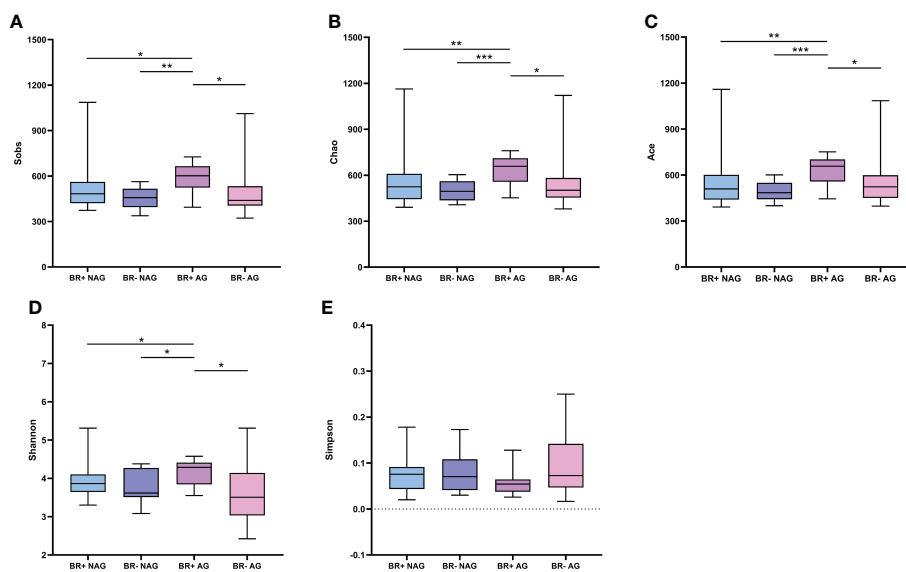 A
1500
1200
900
600
300
0
Sobs
*
**
*
BR+ NAG BR- NAG BR+ AG BR- AG
B
1500
1200
900
600
300
0
Chao
**
***
*
BR+ NAG BR- NAG BR+ AG BR- AG
C
1500
1200
900
600
300
0
Ace
**
***
*
BR+ NAG BR- NAG BR+ AG BR- AG
D
8
7
6
5
4
3
2
Shannon
*
*
*
BR+ NAG BR- NAG BR+ AG BR- AG
E
0.4
0.3
0.2
0.1
0.0
-0.1
Simpson
BR+ NAG BR- NAG BR+ AG BR- AG